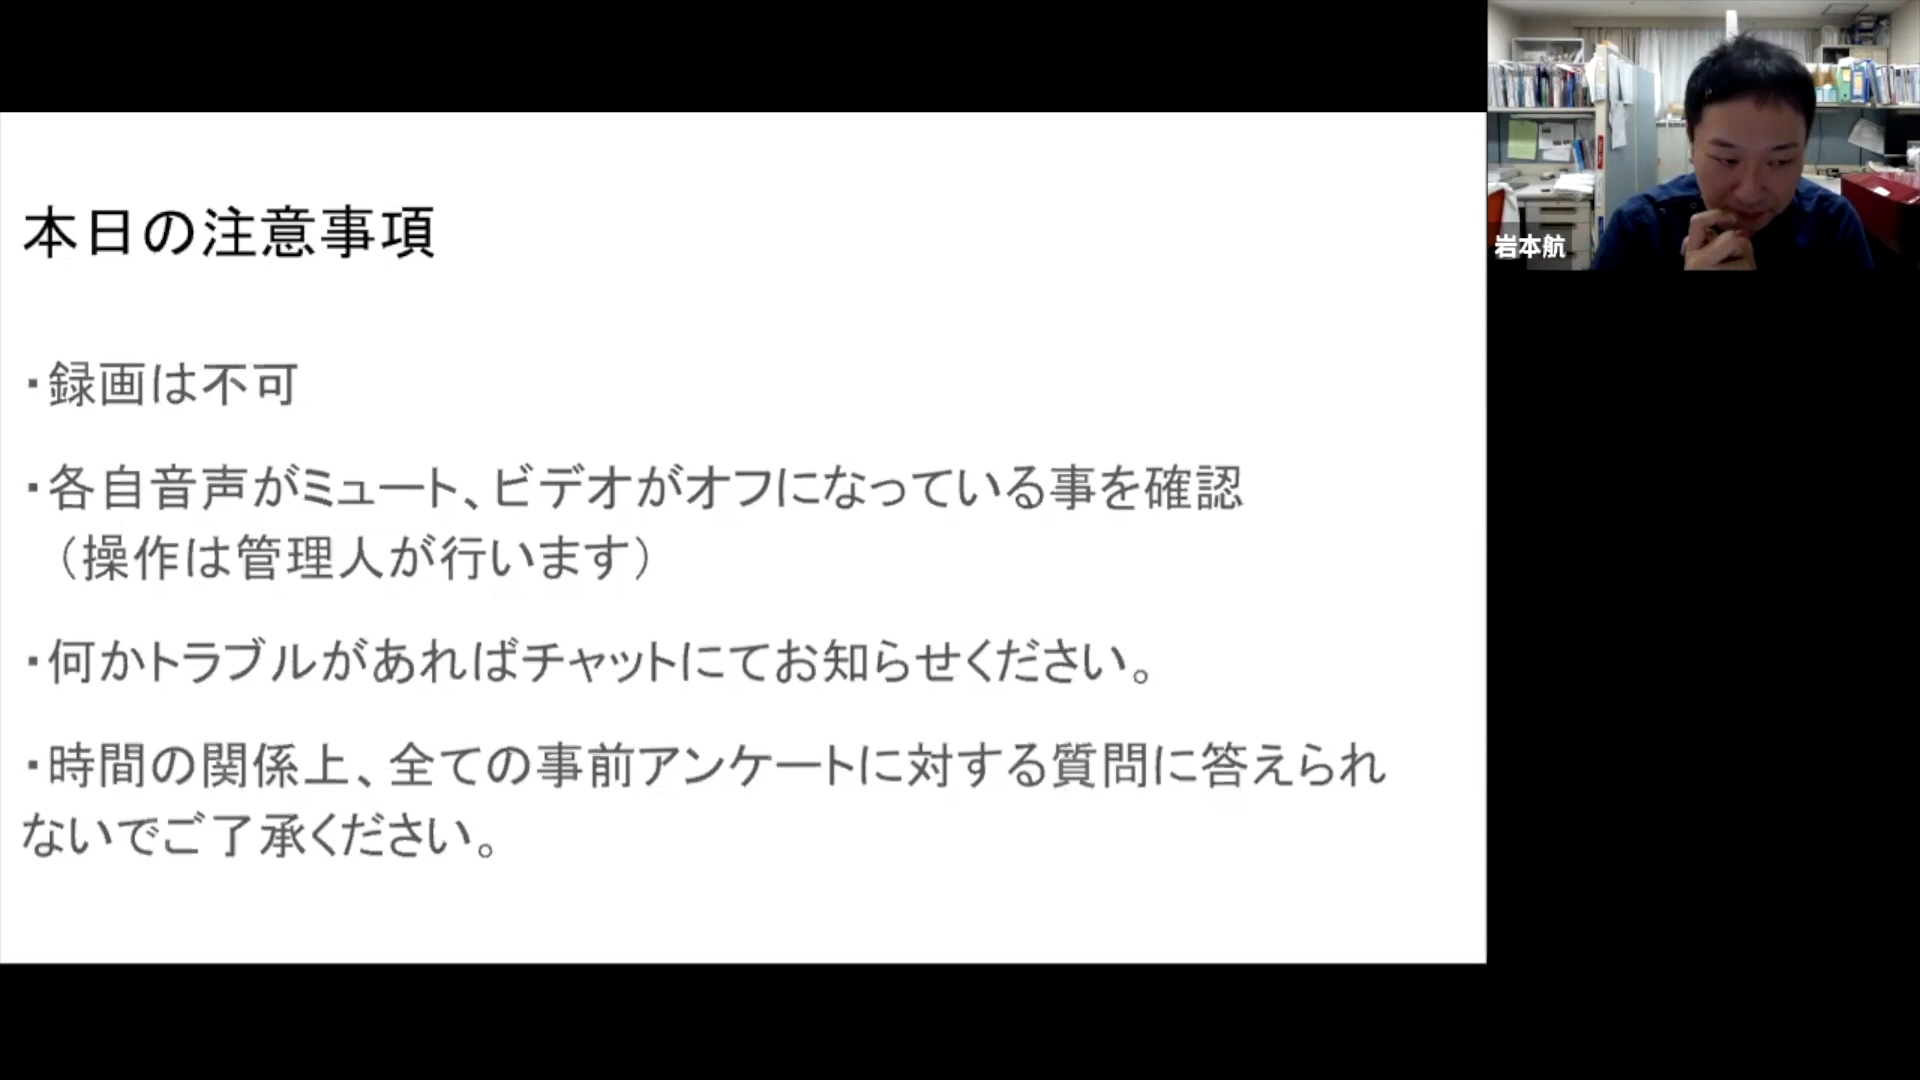 本日の注意事項
・録画は不可
・各自音声がミュート、ビデオがオフになっている事を確認
（操作は管理人が行います）
・何かトラブルがあればチャットにてお知らせください。
・時間の関係上、全ての事前アンケートに対する質問に答えられ
ないでご了承ください。
岩本航